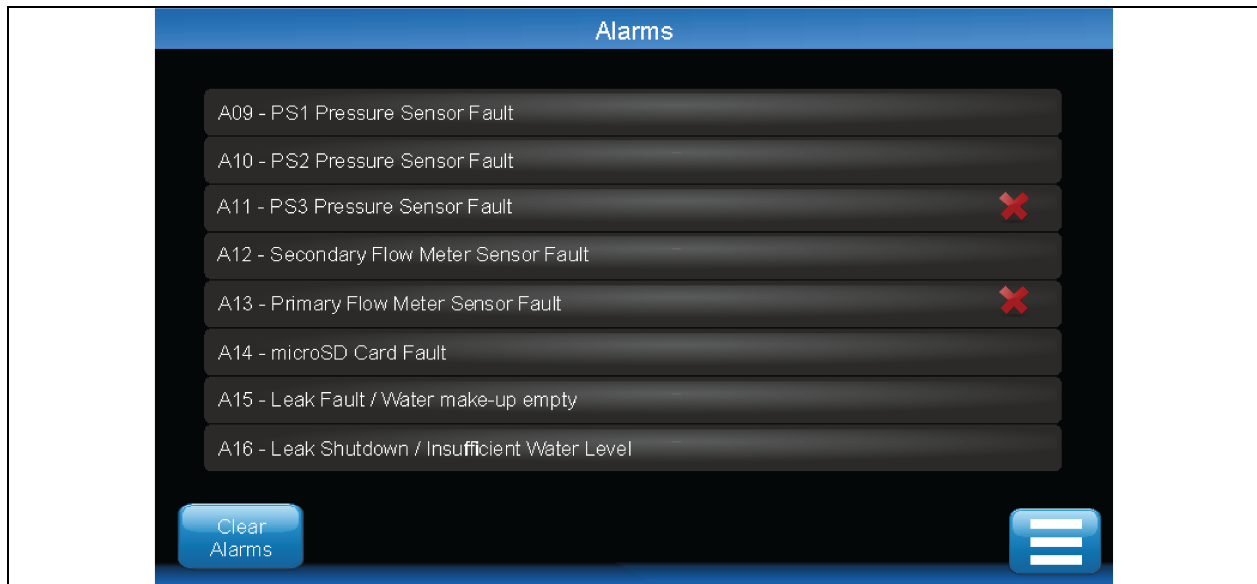 Alarms
A09 - PS1 Pressure Sensor Fault
A10 - PS2 Pressure Sensor Fault
A11 - PS3 Pressure Sensor Fault
A12 - Secondary Flow Meter Sensor Fault
A13 - Primary Flow Meter Sensor Fault
A14 - microSD Card Fault
A15 - Leak Fault / Water make-up empty
A16 - Leak Shutdown / Insufficient Water Level
Clear
Alarms